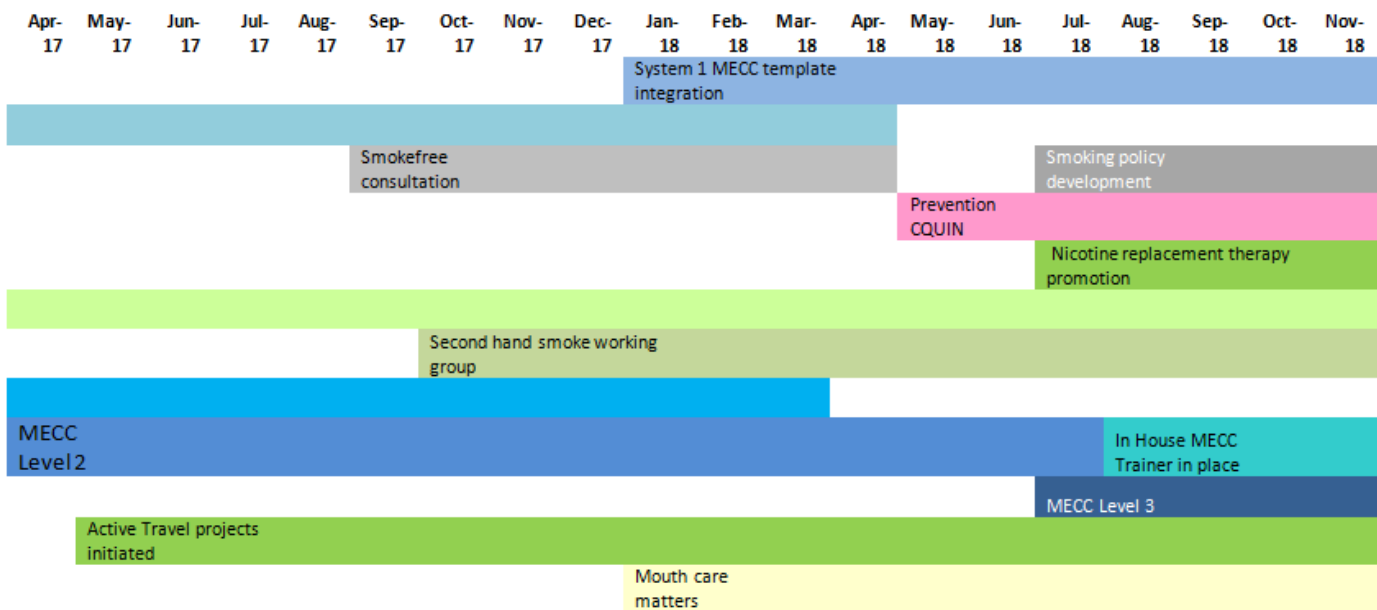 Apr- May- Jun- Jul- Aug- Sep- Oct- Nov- Dec- Jan- Feb- Mar- Apr- May- Jun- Jul- Aug- Sep- Oct- Nov-
17 17 17 17 17 17 17 17 17 18 18 18 18 18 18 18 18 18 18 18
System 1 MECC template
integration
Smokefree
consultation
Smoking policy
development
Prevention
CQUIN
Nicotine replacement therapy
promotion
Second hand smoke working
group
MECC
Level 2
In House MECC
Trainer in place
MECC Level 3
Active Travel projects
initiated
Mouth care
matters